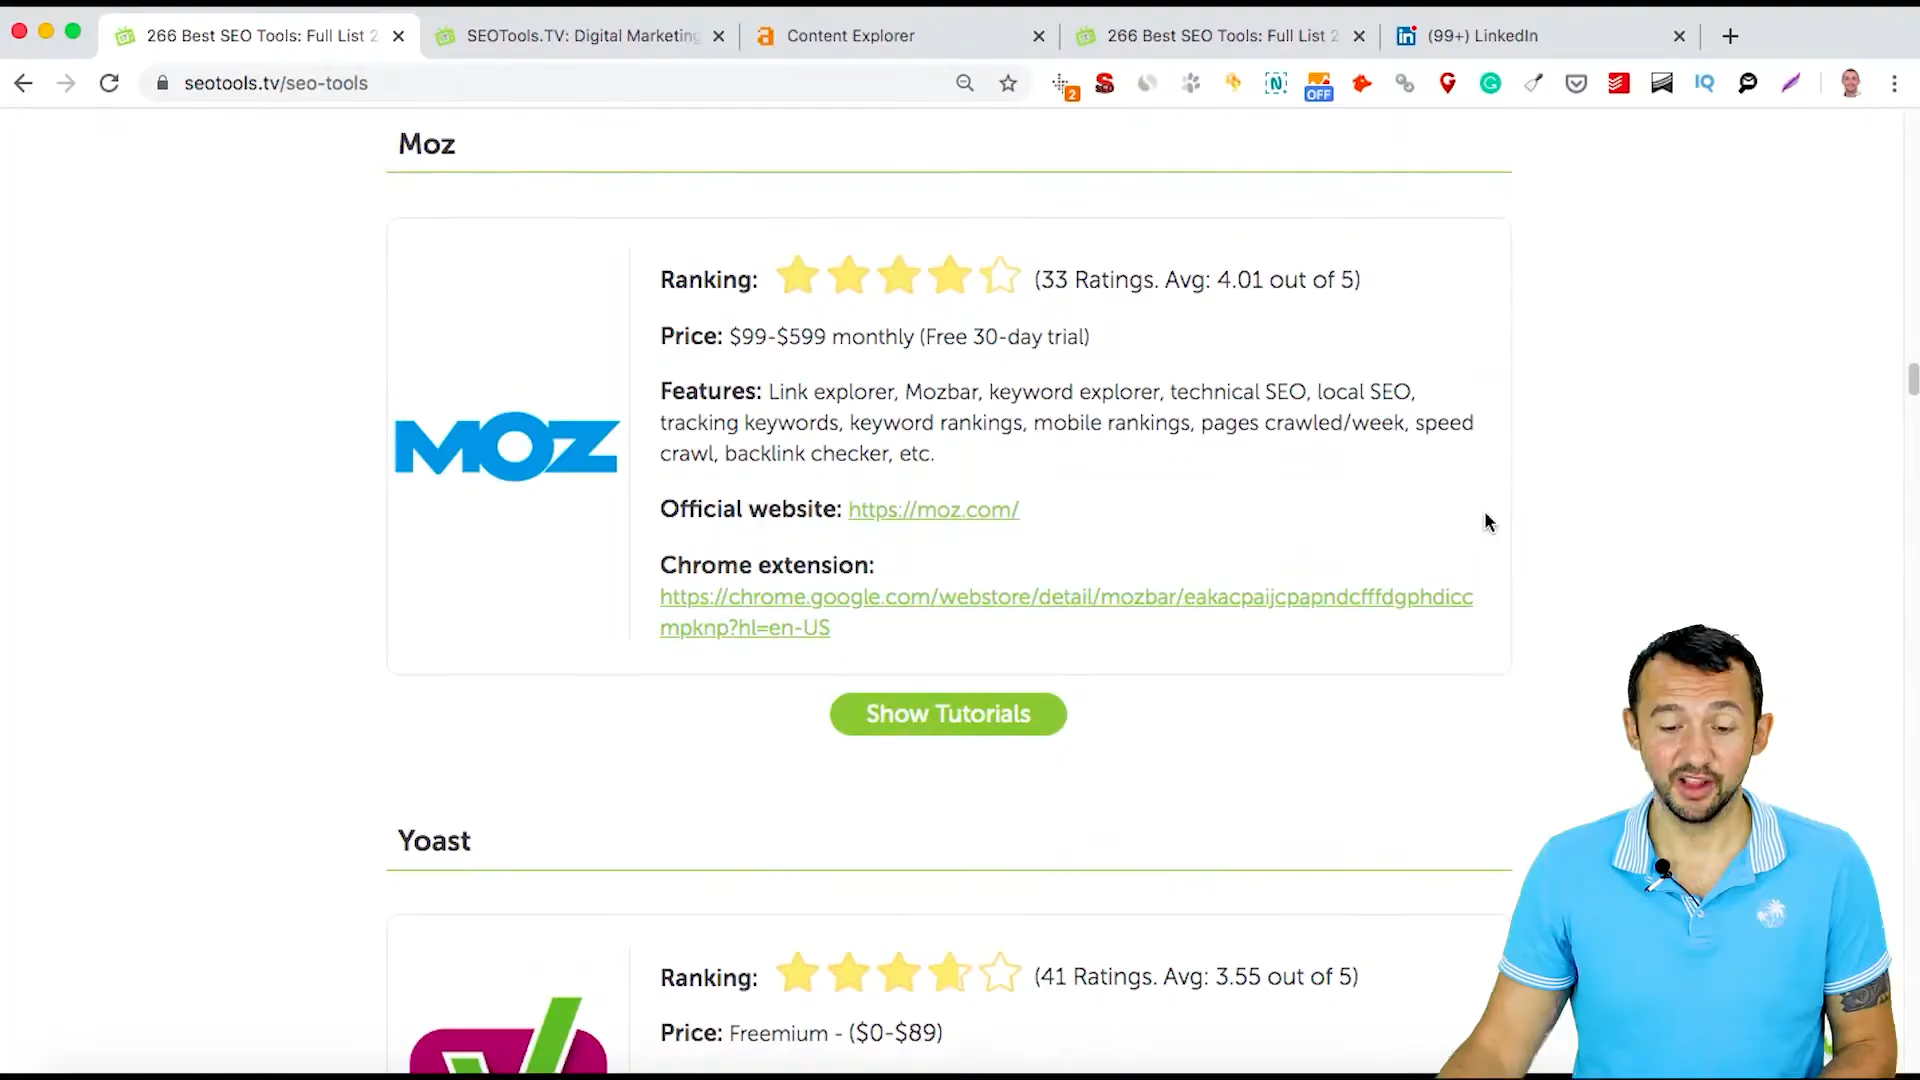 266 Best SEO Tools: Full List 2
SEOTools.TV: Digital Marketing
Content Explorer
266 Best SEO Tools: Full List 2
(99+) LinkedIn
seotools.tv/seo-tools
2
OFF
IQ
Moz
MOZ
Ranking: (33 Ratings. Avg: 4.01 out of 5)
Price: $99-$599 monthly (Free 30-day trial)
Features: Link explorer, Mozbar, keyword explorer, technical SEO, local SEO,
tracking keywords, keyword rankings, mobile rankings, pages crawled/week, speed
crawl, backlink checker, etc.
Official website: https://moz.com/
Chrome extension:
https://chrome.google.com/webstore/detail/mozbar/eakacpaijcpapndcfffdgphdicc
mpknp?hl=en-US
Show Tutorials
Yoast
Ranking: (41 Ratings. Avg: 3.55 out of 5)
Price: Freemium - ($0-$89)